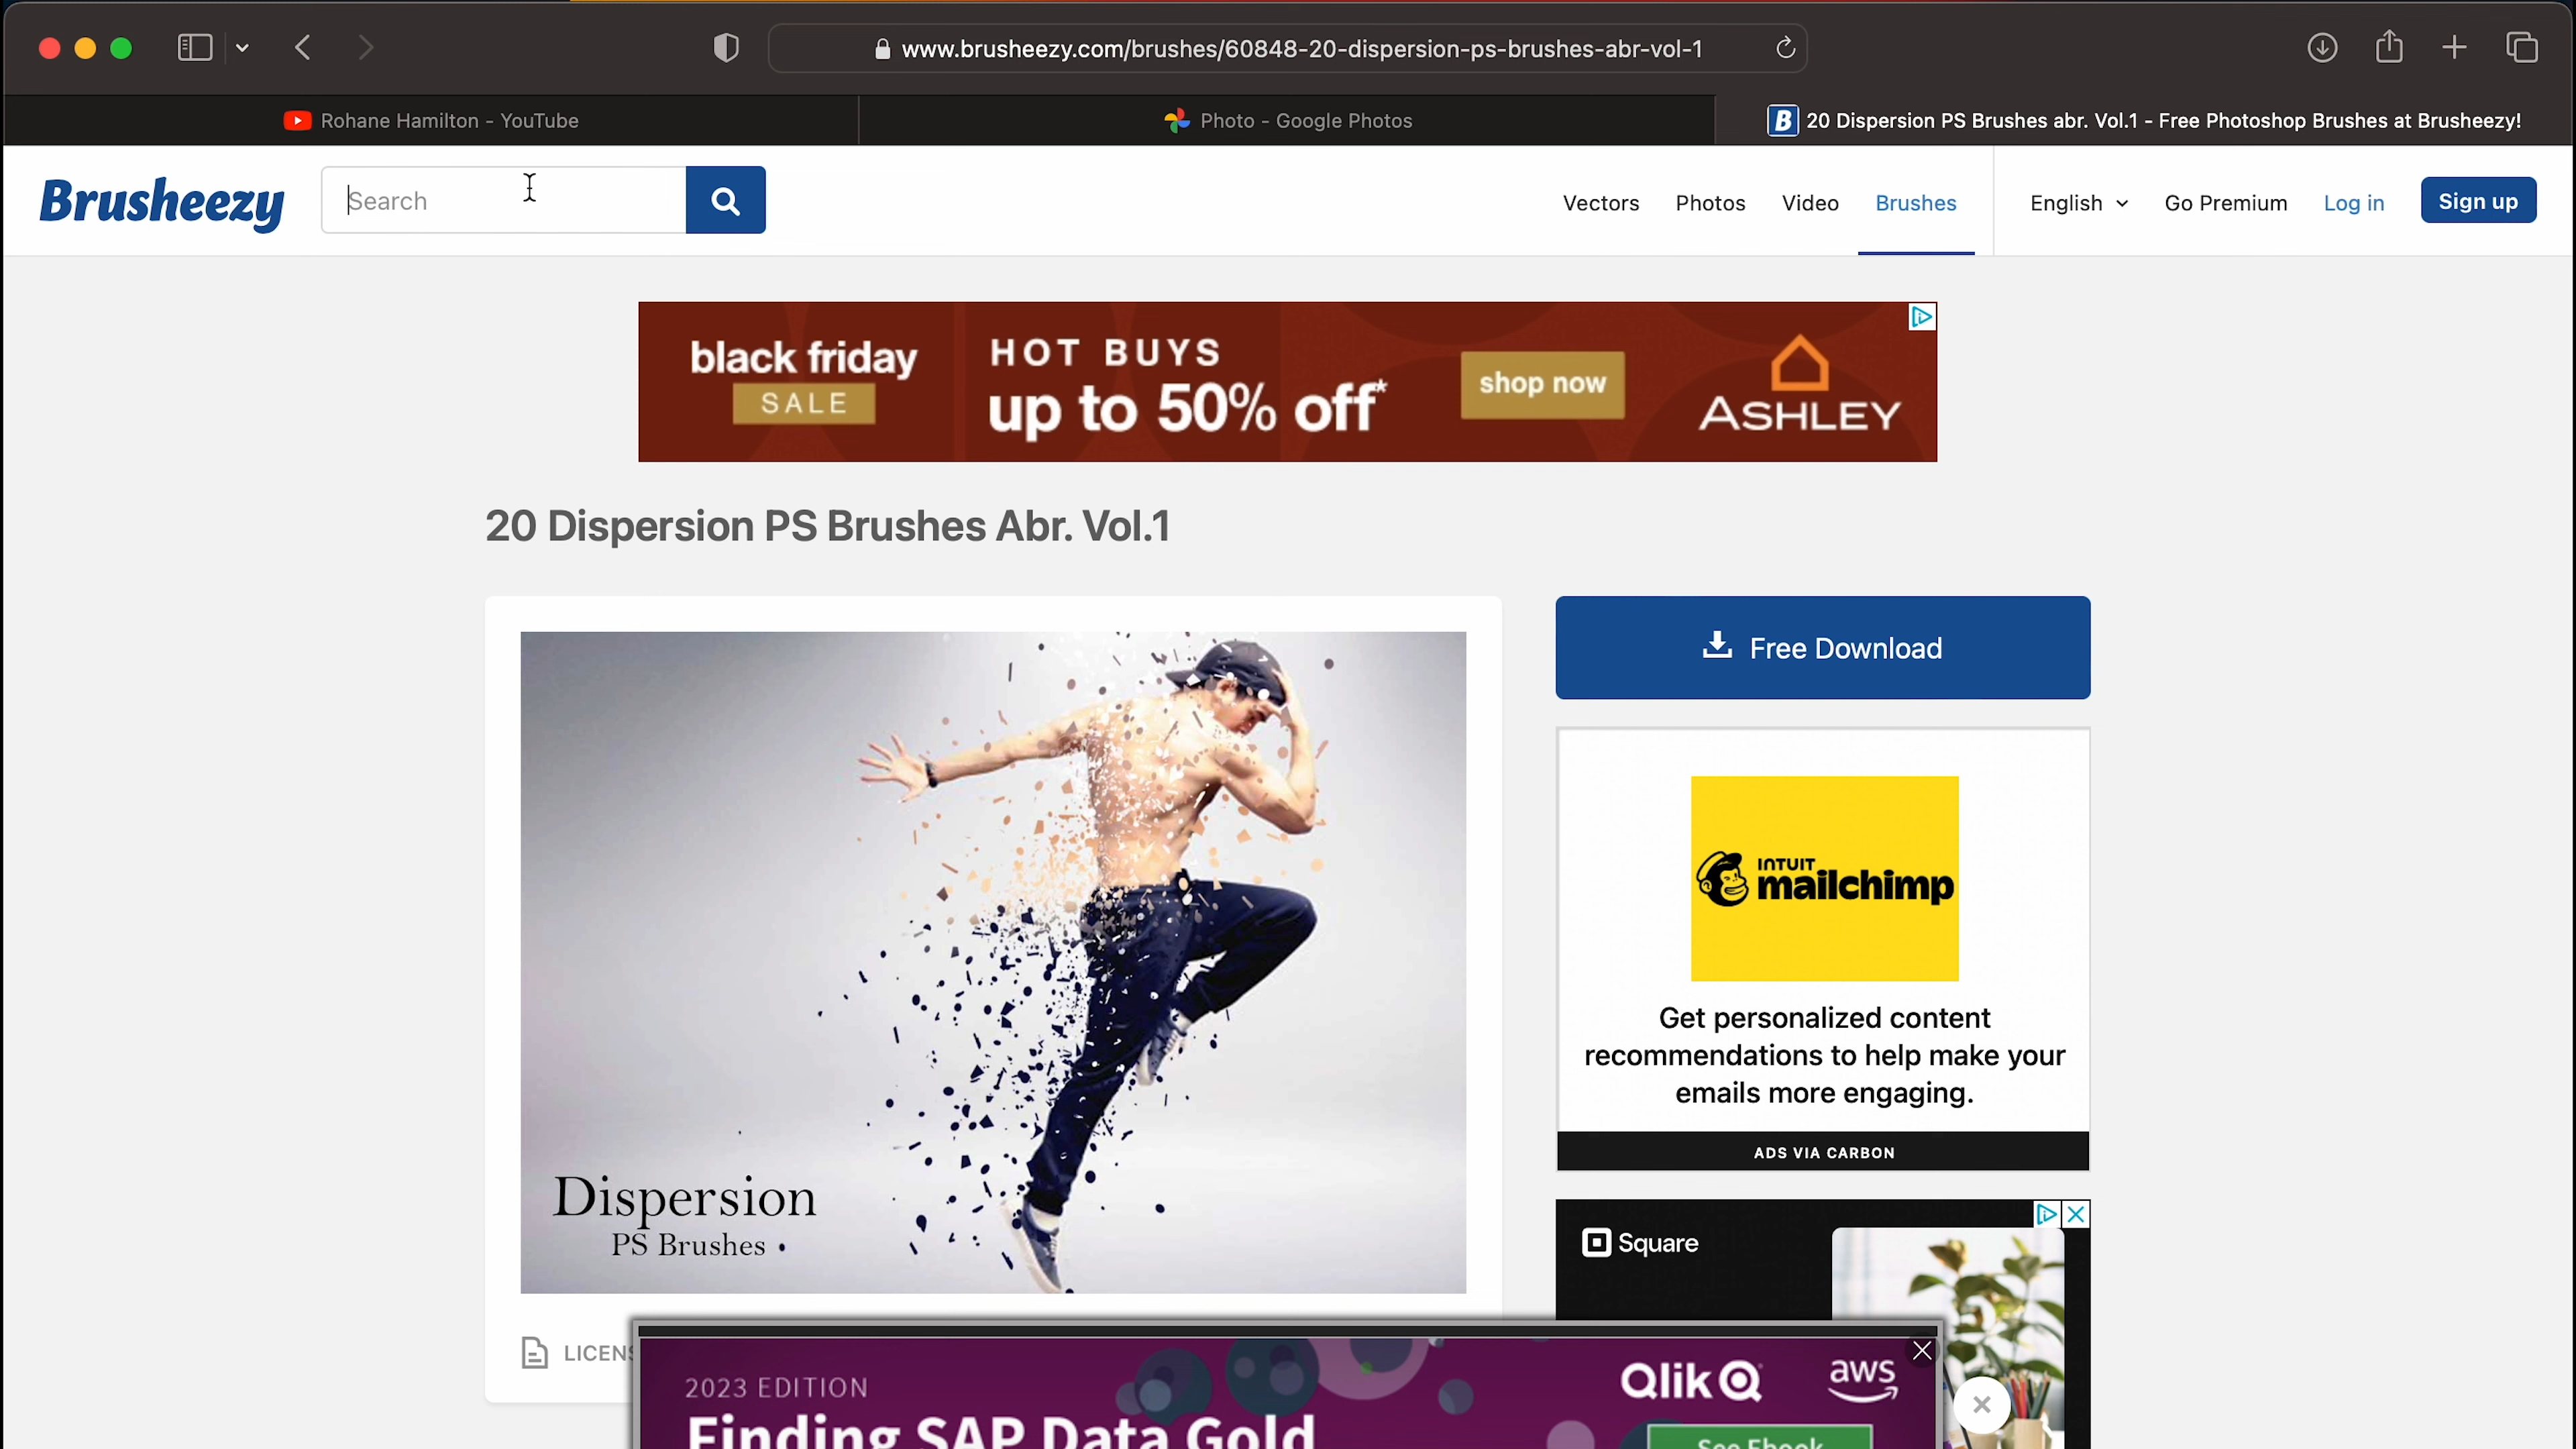 www.brusheezy.com/brushes/60848-20-dispersion-ps-brushes-abr-vol-1
Rohane Hamilton - YouTube
Photo - Google Photos
B
20 Dispersion PS Brushes abr. Vol.1 - Free Photoshop Brushes at Brusheezy!
Brusheezy
Search
Vectors
Photos
Video
Brushes
English
Go Premium
Log in
Sign up
black friday
SALE
HOT BUYS
up to 50% off*
shop now
ASHLEY
20 Dispersion PS Brushes Abr. Vol.1
Free Download
Dispersion
PS Brushes
INTUIT
mailchimp
Get personalized content
recommendations to help make your
emails more engaging.
ADS VIA CARBON
Square
LICENS
2023 EDITION
Finding SAP Data Gold
Qlik
aws
See Ebook